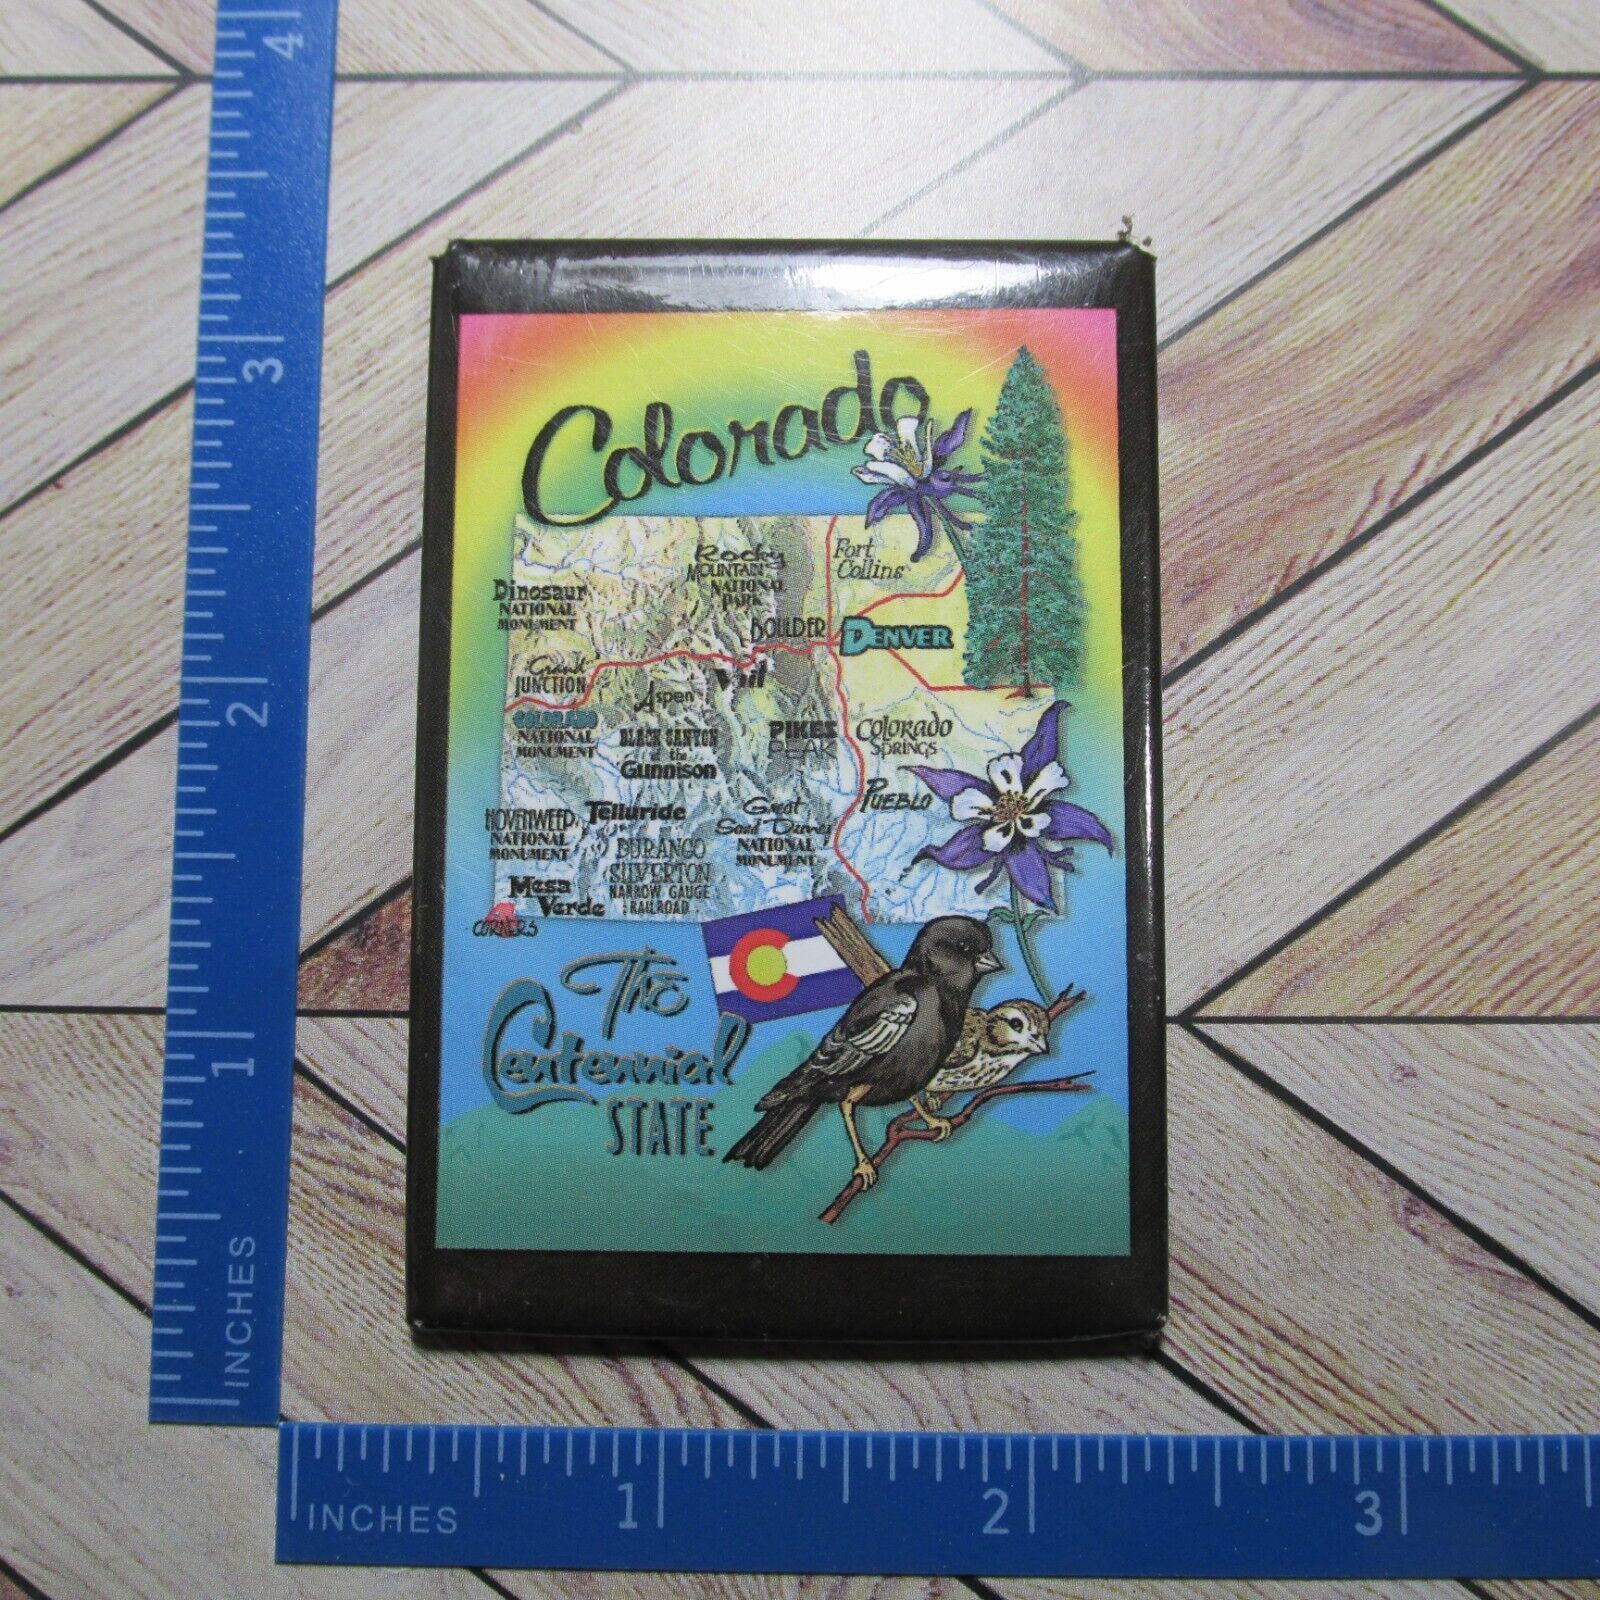 Colorado
Rocky
MOUNTAIN
NATIONAL
PARK
Fort
Collins
Dinosaur
NATIONAL
MONUMENT
BOULDER
DENVER
Grand
JUNCTION
Vail
Aspen
COLORADO
NATIONAL
MONUMENT
BLACK CANYON
of the
Gunnison
PIKES
PEAK
Colorado
SPRINGS
PUEBLO
HOVENWEEP
NATIONAL
MONUMENT
Telluride
Great
Sand Dunes
NATIONAL
MONUMENT
DURANGO
SILVERTON
NARROW GAUGE
RAILROAD
Mesa
Verde
CORNERS
The
Centennial
STATE
4
3
2
1
INCHES
INCHES
1
2
3